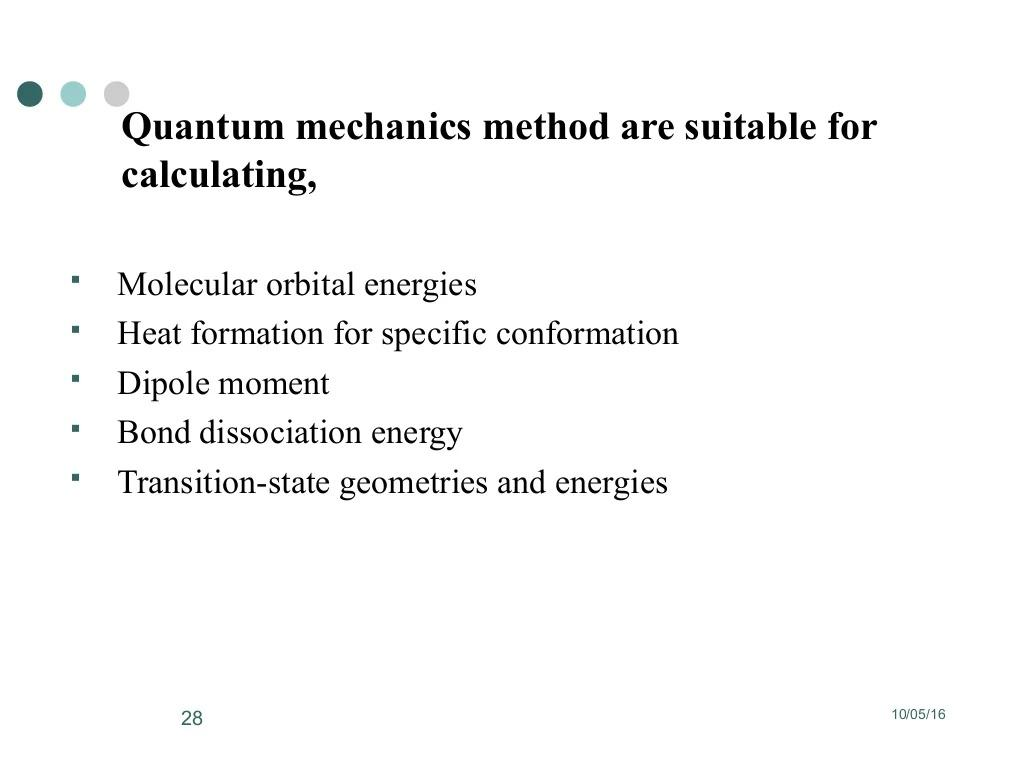 Quantum mechanics method are suitable for
calculating,
▪ Molecular orbital energies
▪ Heat formation for specific conformation
▪ Dipole moment
▪ Bond dissociation energy
▪ Transition-state geometries and energies
28
10/05/16